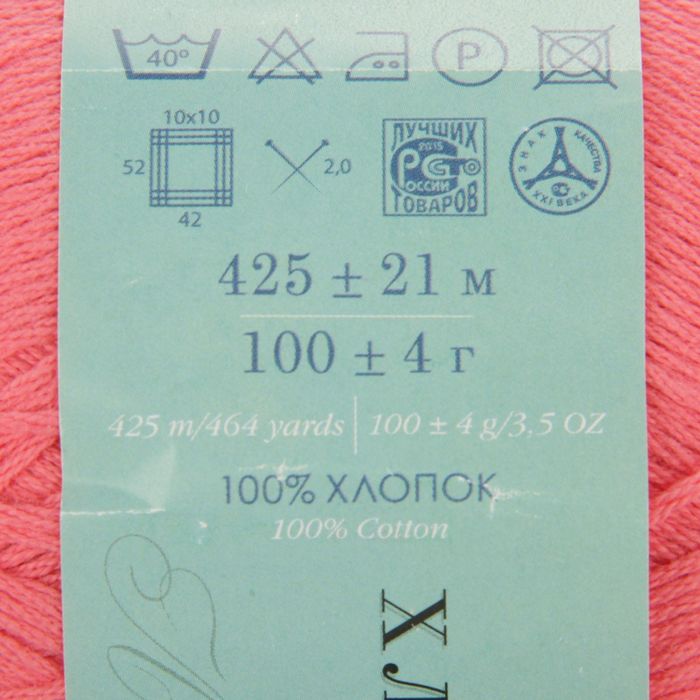 40°
P
10x10
52
42
2,0
ЛУЧШИХ
2015
РОССИИ
ТОВАРОВ
ЗНАК КАЧЕСТВА
XXI ВЕКА
425 ± 21 м
100 ± 4 г
425 m/464 yards | 100 ± 4 g/3,5 OZ
100% ХЛОПОК
100% Cotton
ХЛ